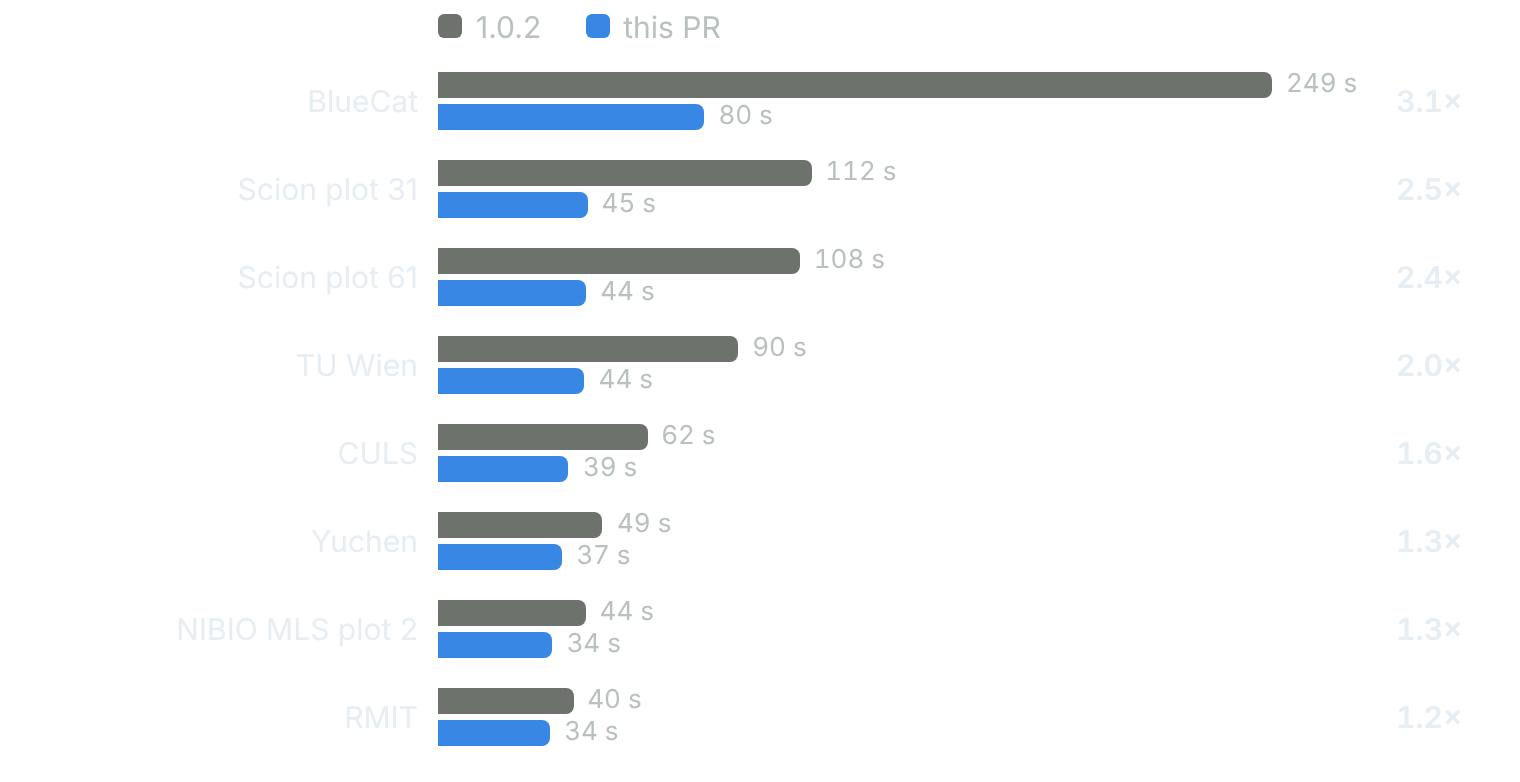 1.0.2 this PR
BlueCat 249 s 3.1×
80 s
Scion plot 31 112 s 2.5×
45 s
Scion plot 61 108 s 2.4×
44 s
TU Wien 90 s 2.0×
44 s
CULS 62 s 1.6×
39 s
Yuchen 49 s 1.3×
37 s
NIBIO MLS plot 2 44 s 1.3×
34 s
RMIT 40 s 1.2×
34 s